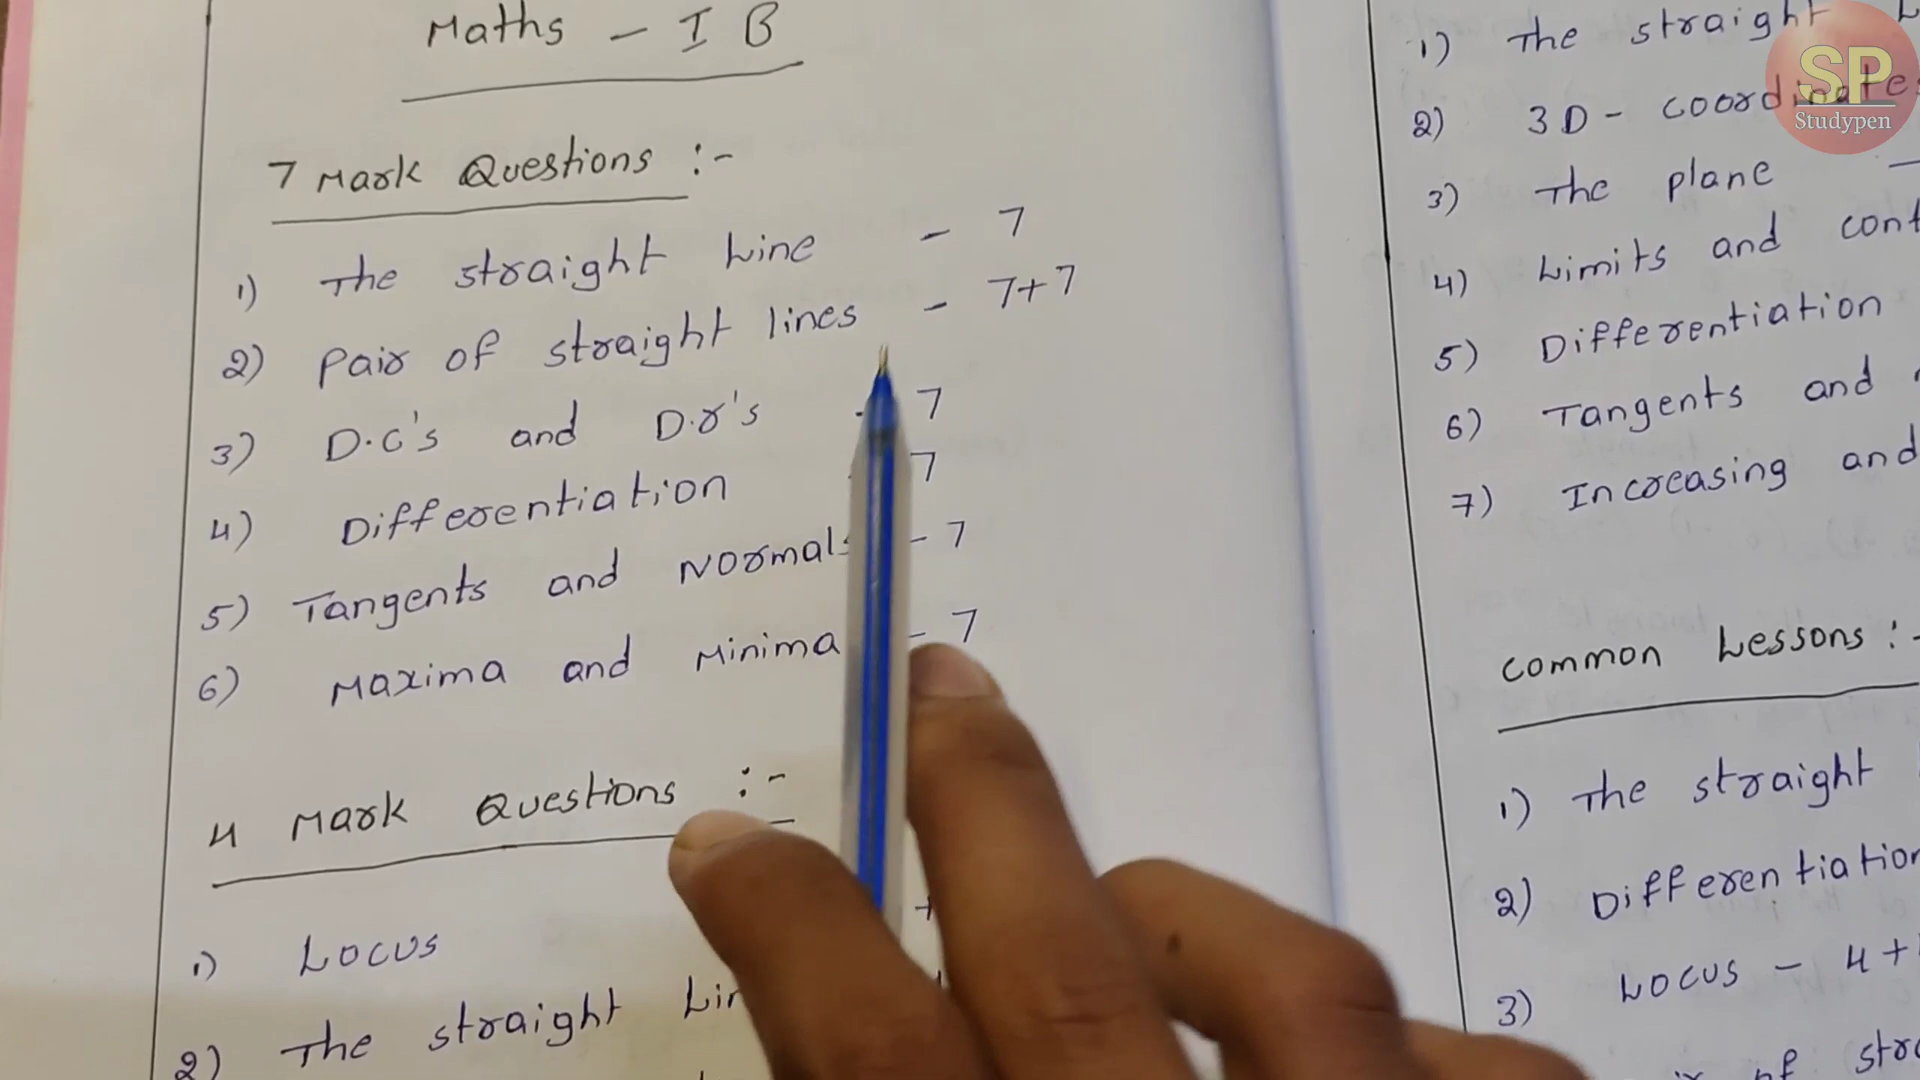 Maths - I B
7 Mark Questions :-
1) The straight Line - 7
2) Pair of straight lines - 7+7
3) D.C's and D.r's - 7
4) Differentiation 7
5) Tangents and Normals - 7
6) Maxima and Minima - 7
4 Mark Questions :-
1) Locus +
2) The straight
1) The straight
2) 3D - coordinates
3) The plane -
4) Limits and
5) Differentiation
6) Tangents and
7) Increasing and
Common Lessons :-
1) The straight
2) Differentiation
3) Locus - 4+
of
SP
Studypen